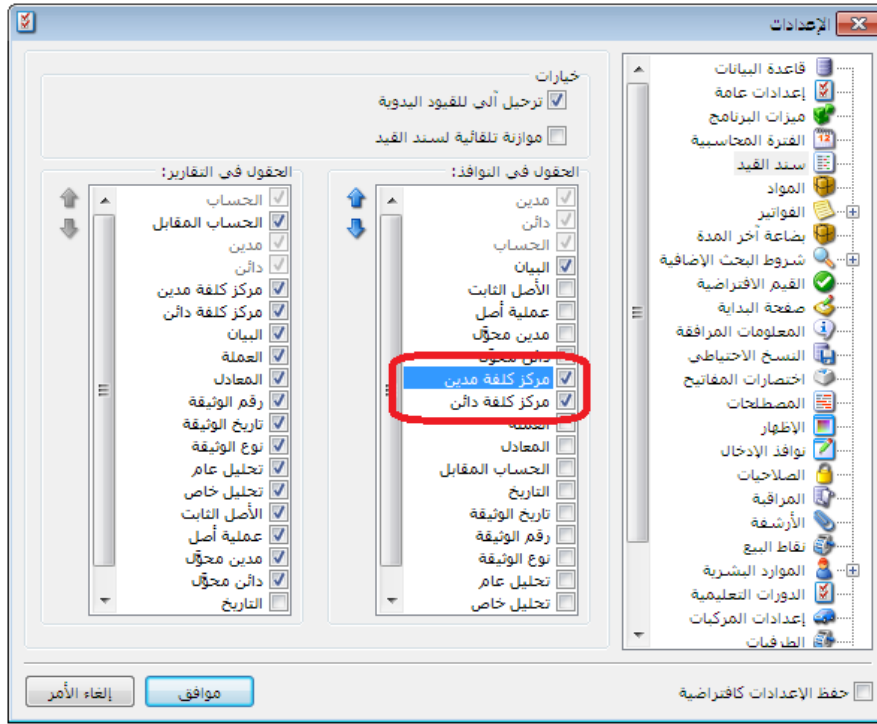 الإعدادات
قاعدة البيانات
إعدادات عامة
ميزات البرنامج
الفترة المحاسبية
سند القيد
المواد
الفواتير
بضاعة آخر المدة
شروط البحث الإضافية
القيم الافتراضية
صفحة البداية
المعلومات المرافقة
النسخ الاحتياطي
اختصارات المفاتيح
المصطلحات
الإظهار
نوافذ الإدخال
الصلاحيات
المراقبة
الأرشفة
نقاط البيع
الموارد البشرية
الدورات التعليمية
إعدادات المركبات
الطرفيات
خيارات
ترحيل آلي للقيود اليدوية
موازنة تلقائية لسند القيد
الحقول في النوافذ:
مدين
دائن
الحساب
البيان
الأصل الثابت
عملية أصل
مدين محوّل
دائن محوّل
مركز كلفة مدين
مركز كلفة دائن
العملة
المعادل
الحساب المقابل
التاريخ
تاريخ الوثيقة
رقم الوثيقة
نوع الوثيقة
تحليل عام
تحليل خاص
الحقول في التقارير:
الحساب
الحساب المقابل
مدين
دائن
مركز كلفة مدين
مركز كلفة دائن
البيان
العملة
المعادل
رقم الوثيقة
تاريخ الوثيقة
نوع الوثيقة
تحليل عام
تحليل خاص
الأصل الثابت
عملية أصل
مدين محوّل
دائن محوّل
التاريخ
حفظ الإعدادات كافتراضية
موافق
إلغاء الأمر